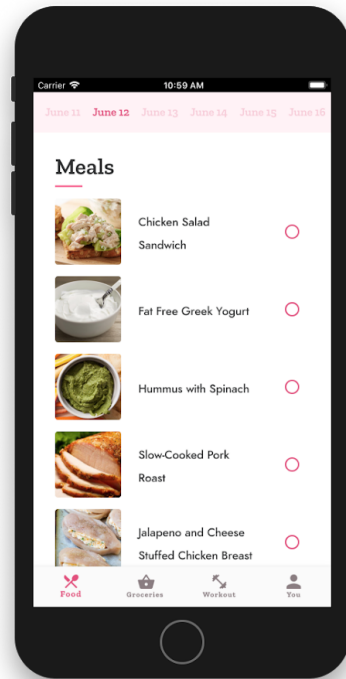 Carrier 10:59 AM
June 11 June 12 June 13 June 14 June 15 June 16
Meals
Chicken Salad
Sandwich
Fat Free Greek Yogurt
Hummus with Spinach
Slow-Cooked Pork
Roast
Jalapeno and Cheese
Stuffed Chicken Breast
Food Groceries Workout You